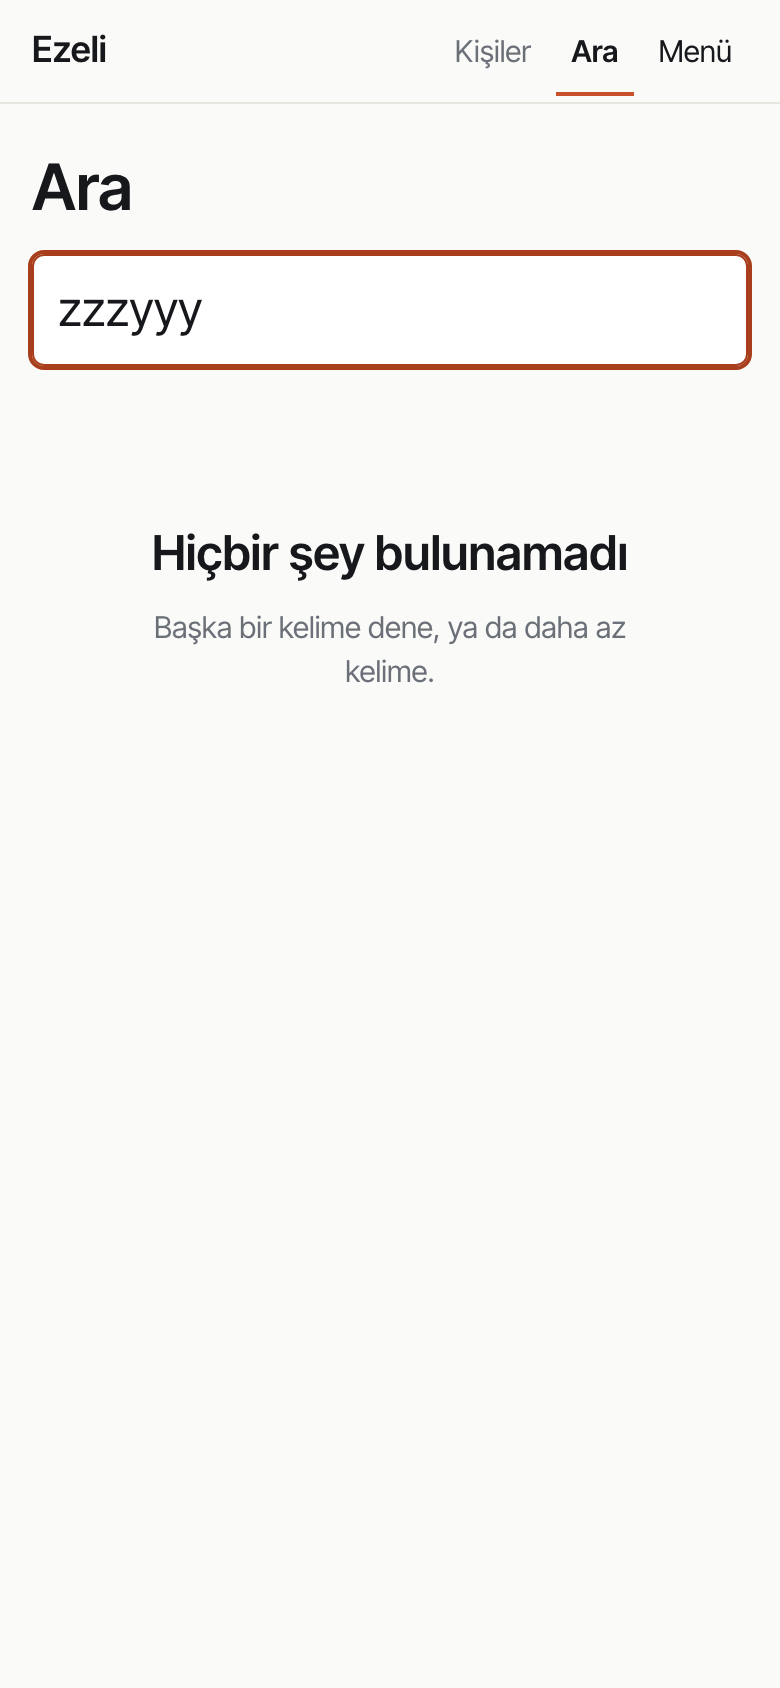 Ezeli
Kişiler Ara Menü
Ara
zzzyyy
Hiçbir şey bulunamadı
Başka bir kelime dene, ya da daha az
kelime.